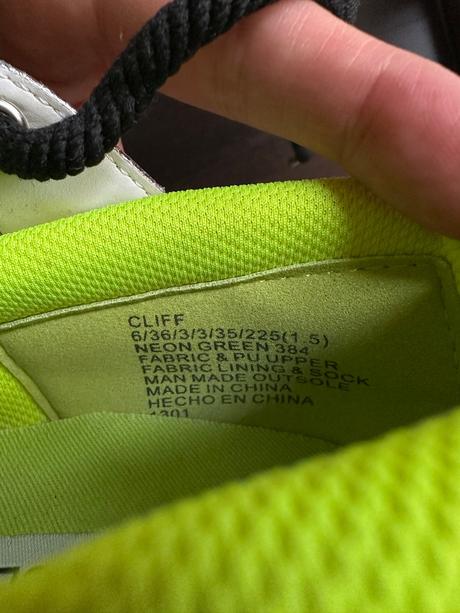 CLIFF
6/36/3/3/35/225(1.5)
NEON GREEN 384
FABRIC & PU UPPER
FABRIC LINING & SOCK
MAN MADE OUTSOLE
MADE IN CHINA
HECHO EN CHINA
1301